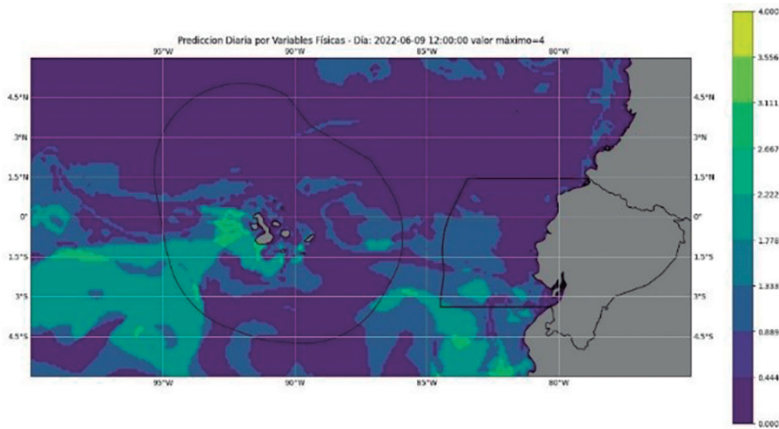 Prediccion Diaria por Variables Físicas - Día: 2022-06-09 12:00:00 valor máximo=4
95°W 90°W 85°W 80°W
4.5°N
3°N
1.5°N
0°
1.5°S
3°S
4.5°S
4.5°N
3°N
1.5°N
0°
1.5°S
3°S
4.5°S
95°W 90°W 85°W 80°W
4.000
3.556
3.111
2.667
2.222
1.778
1.333
0.889
0.444
0.000